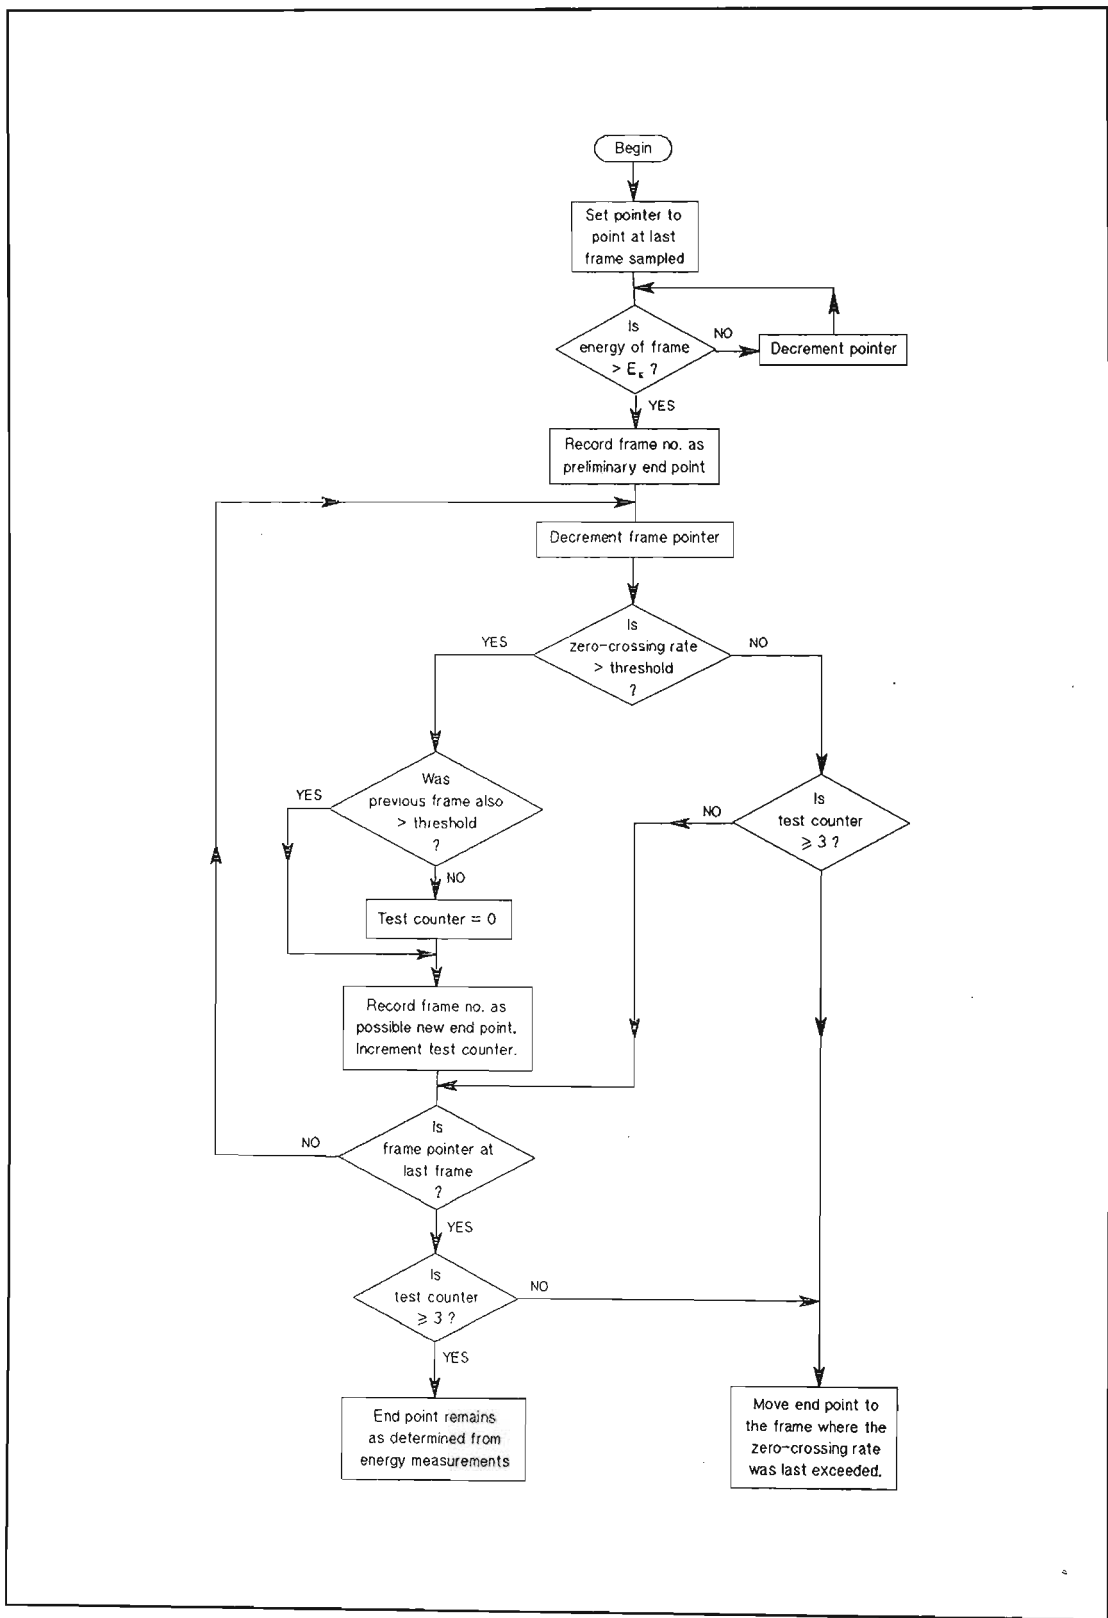 Begin
Set pointer to
point at last
frame sampled
Is
energy of frame
> E_E ?
NO
Decrement pointer
YES
Record frame no. as
preliminary end point
Decrement frame pointer
Is
zero-crossing rate
> threshold
?
YES
NO
Was
previous frame also
> threshold
?
YES
NO
Test counter = 0
Is
test counter
⩾ 3 ?
NO
Record frame no. as
possible new end point.
Increment test counter.
Is
frame pointer at
last frame
?
NO
YES
Is
test counter
⩾ 3 ?
NO
YES
End point remains
as determined from
energy measurements
Move end point to
the frame where the
zero-crossing rate
was last exceeded.